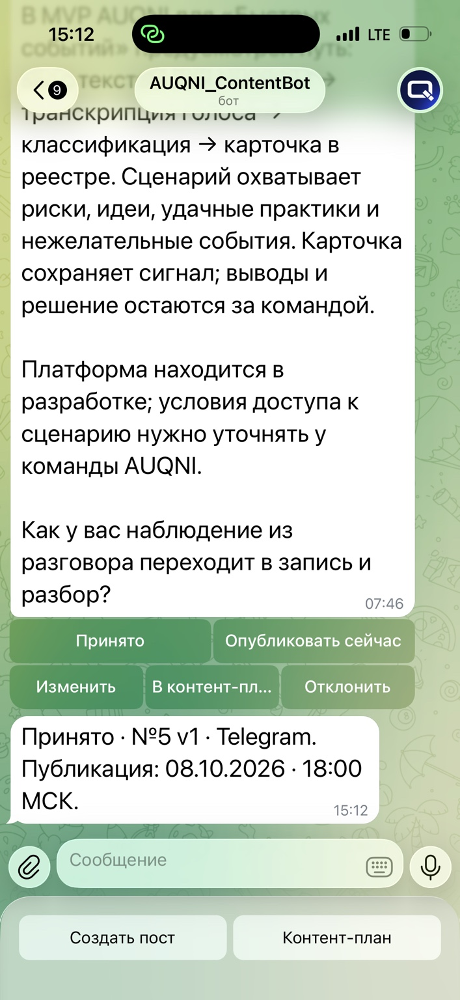 15:12
LTE
9
AUQNI_ContentBot
бот
В MVP AUQNI для «Быстрых
событий» предусмотрен путь:
текст
транскрипция голоса →
классификация → карточка в
реестре. Сценарий охватывает
риски, идеи, удачные практики и
нежелательные события. Карточка
сохраняет сигнал; выводы и
решение остаются за командой.
Платформа находится в
разработке; условия доступа к
сценарию нужно уточнять у
команды AUQNI.
Как у вас наблюдение из
разговора переходит в запись и
разбор?
07:46
Принято
Опубликовать сейчас
Изменить
В контент-пл...
Отклонить
Принято · №5 v1 · Telegram.
Публикация: 08.10.2026 · 18:00
МСК.
15:12
Сообщение
Создать пост
Контент-план